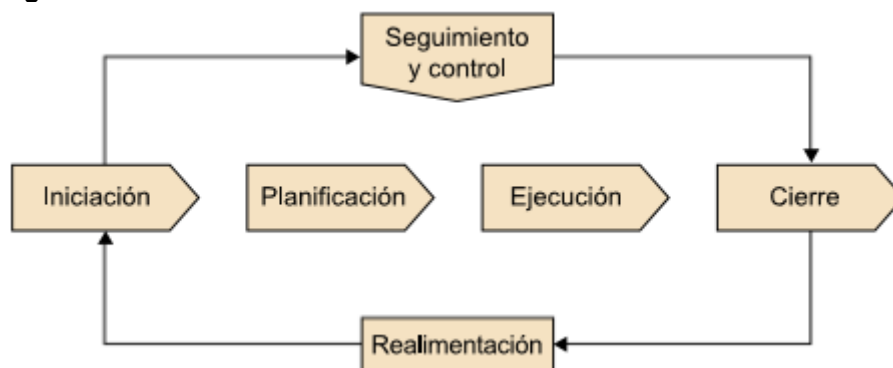 Seguimiento
y control
Iniciación
Planificación
Ejecución
Cierre
Realimentación